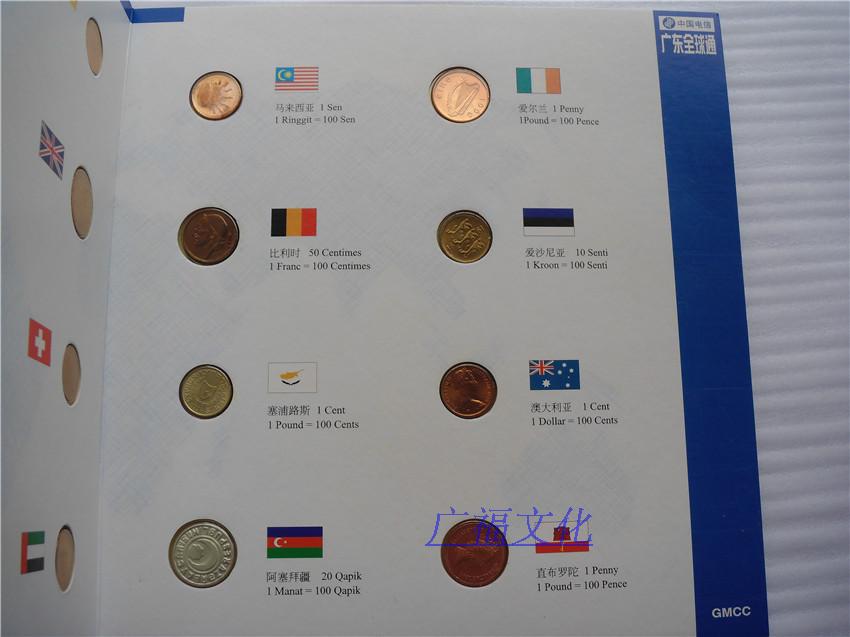 中国电信
广东全球通
马来西亚 1 Sen
1 Ringgit = 100 Sen
爱尔兰 1 Penny
1Pound = 100 Pence
比利时 50 Centimes
1 Franc = 100 Centimes
爱沙尼亚 10 Senti
1 Kroon = 100 Senti
塞浦路斯 1 Cent
1 Pound = 100 Cents
澳大利亚 1 Cent
1 Dollar = 100 Cents
广福文化
阿塞拜疆 20 Qapik
1 Manat = 100 Qapik
直布罗陀 1 Penny
1 Pound = 100 Pence
GMCC